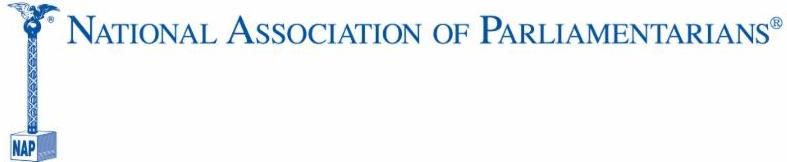 NATIONAL ASSOCIATION OF PARLIAMENTARIANS®
®
NAP